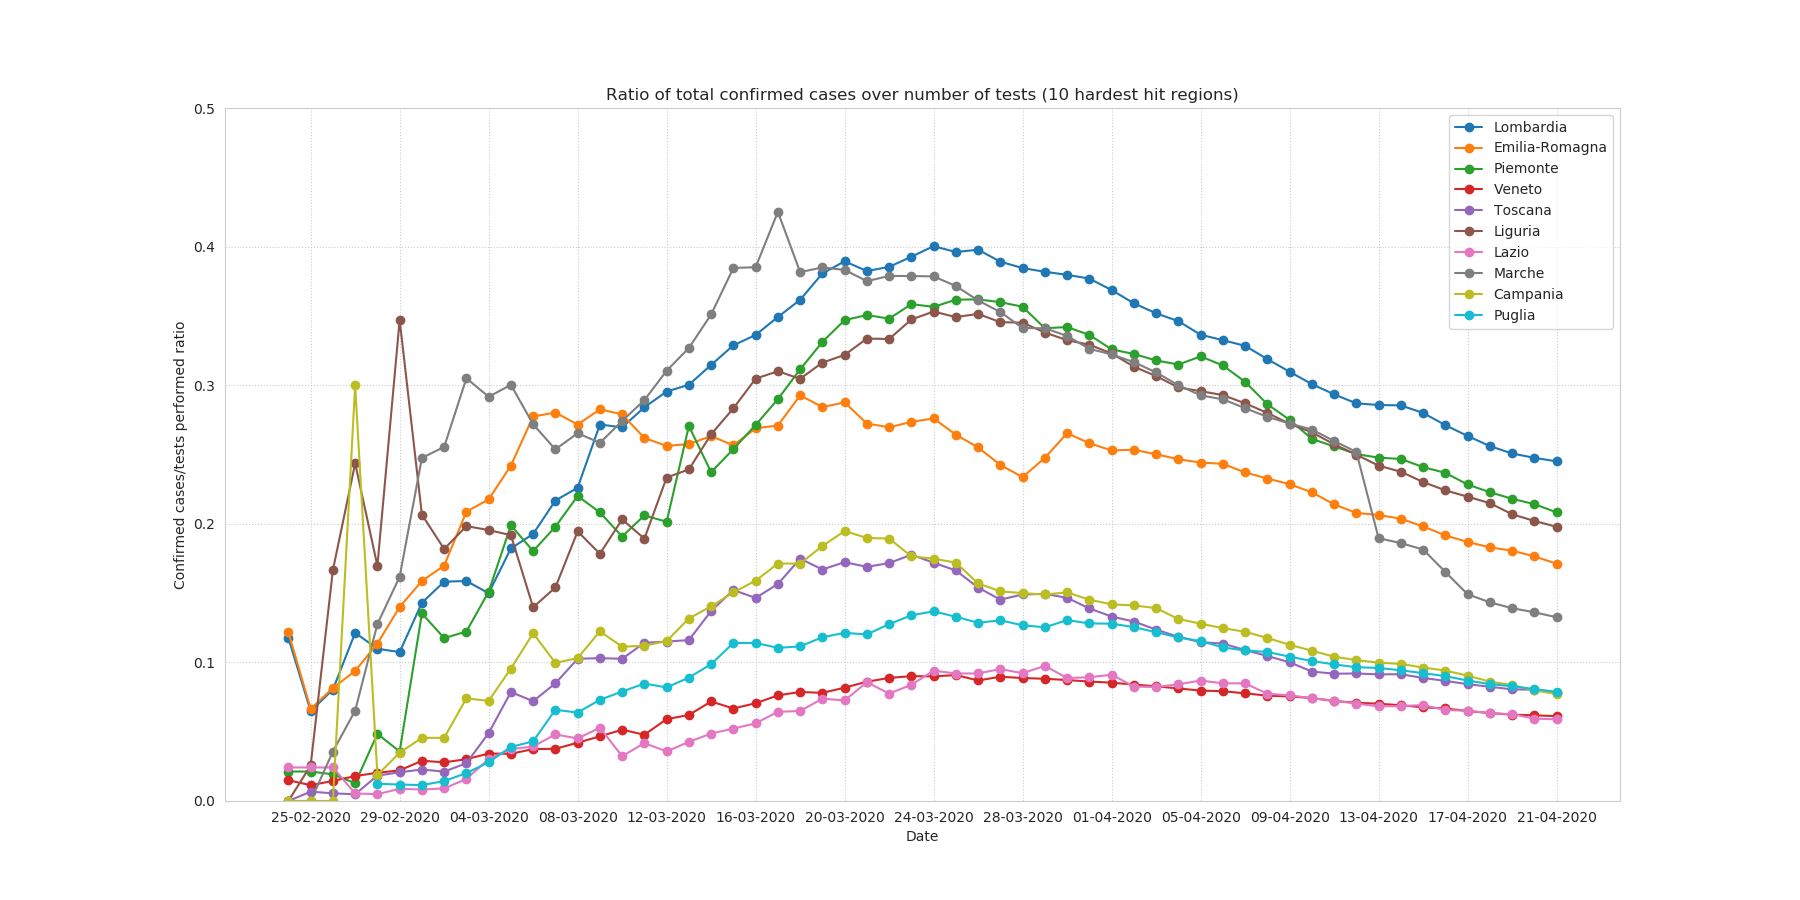 Ratio of total confirmed cases over number of tests (10 hardest hit regions)
0.5
0.4
0.3
0.2
0.1
0.0
Confirmed cases/tests performed ratio
Lombardia
Emilia-Romagna
Piemonte
Veneto
Toscana
Liguria
Lazio
Marche
Campania
Puglia
25-02-2020 29-02-2020 04-03-2020 08-03-2020 12-03-2020 16-03-2020 20-03-2020 24-03-2020 28-03-2020 01-04-2020 05-04-2020 09-04-2020 13-04-2020 17-04-2020 21-04-2020
Date